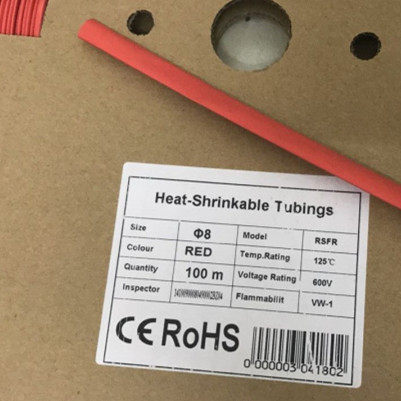 Heat-Shrinkable Tubings
Size Φ8 Model RSFR
Colour RED Temp.Rating 125℃
Quantity 100 m Voltage Rating 600V
Inspector Flammabilit VW-1
CE RoHS
0 000003 041802